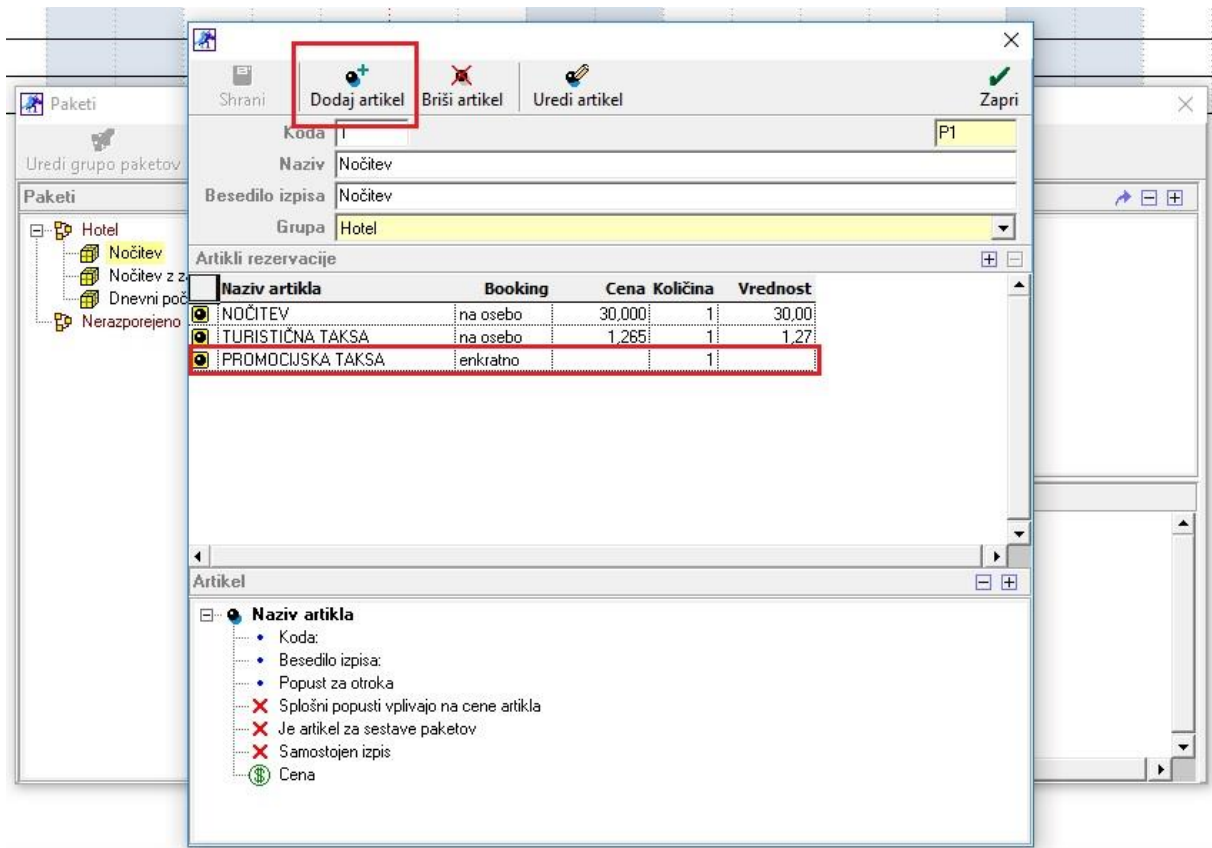 Shrani Dodaj artikel Briši artikel Uredi artikel Zapri
Koda 1 P1
Naziv Nočitev
Besedilo izpisa Nočitev
Grupa Hotel
Artikli rezervacije
Naziv artikla Booking Cena Količina Vrednost
NOČITEV na osebo 30,000 1 30,00
TURISTIČNA TAKSA na osebo 1,265 1 1,27
PROMOCIJSKA TAKSA enkratno 1
Artikel
Naziv artikla
Koda:
Besedilo izpisa:
Popust za otroka
Splošni popusti vplivajo na cene artikla
Je artikel za sestave paketov
Samostojen izpis
Cena
Paketi
Uredi grupo paketov
Paketi
Hotel
Nočitev
Nočitev z
Dnevni
Nerazporejeno